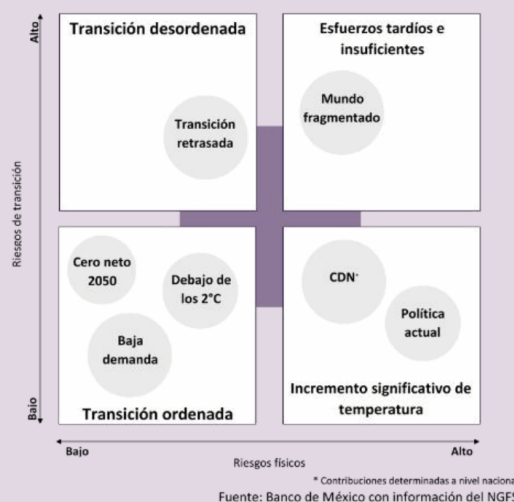 Alto
Riesgos de transición
Bajo
Transición desordenada
Transición
retrasada
Esfuerzos tardíos e
insuficientes
Mundo
fragmentado
Cero neto
2050
Debajo de
los 2°C
Baja
demanda
Transición ordenada
CDN*
Política
actual
Incremento significativo de
temperatura
Bajo
Alto
Riesgos físicos
* Contribuciones determinadas a nivel nacional
Fuente: Banco de México con información del NGFS